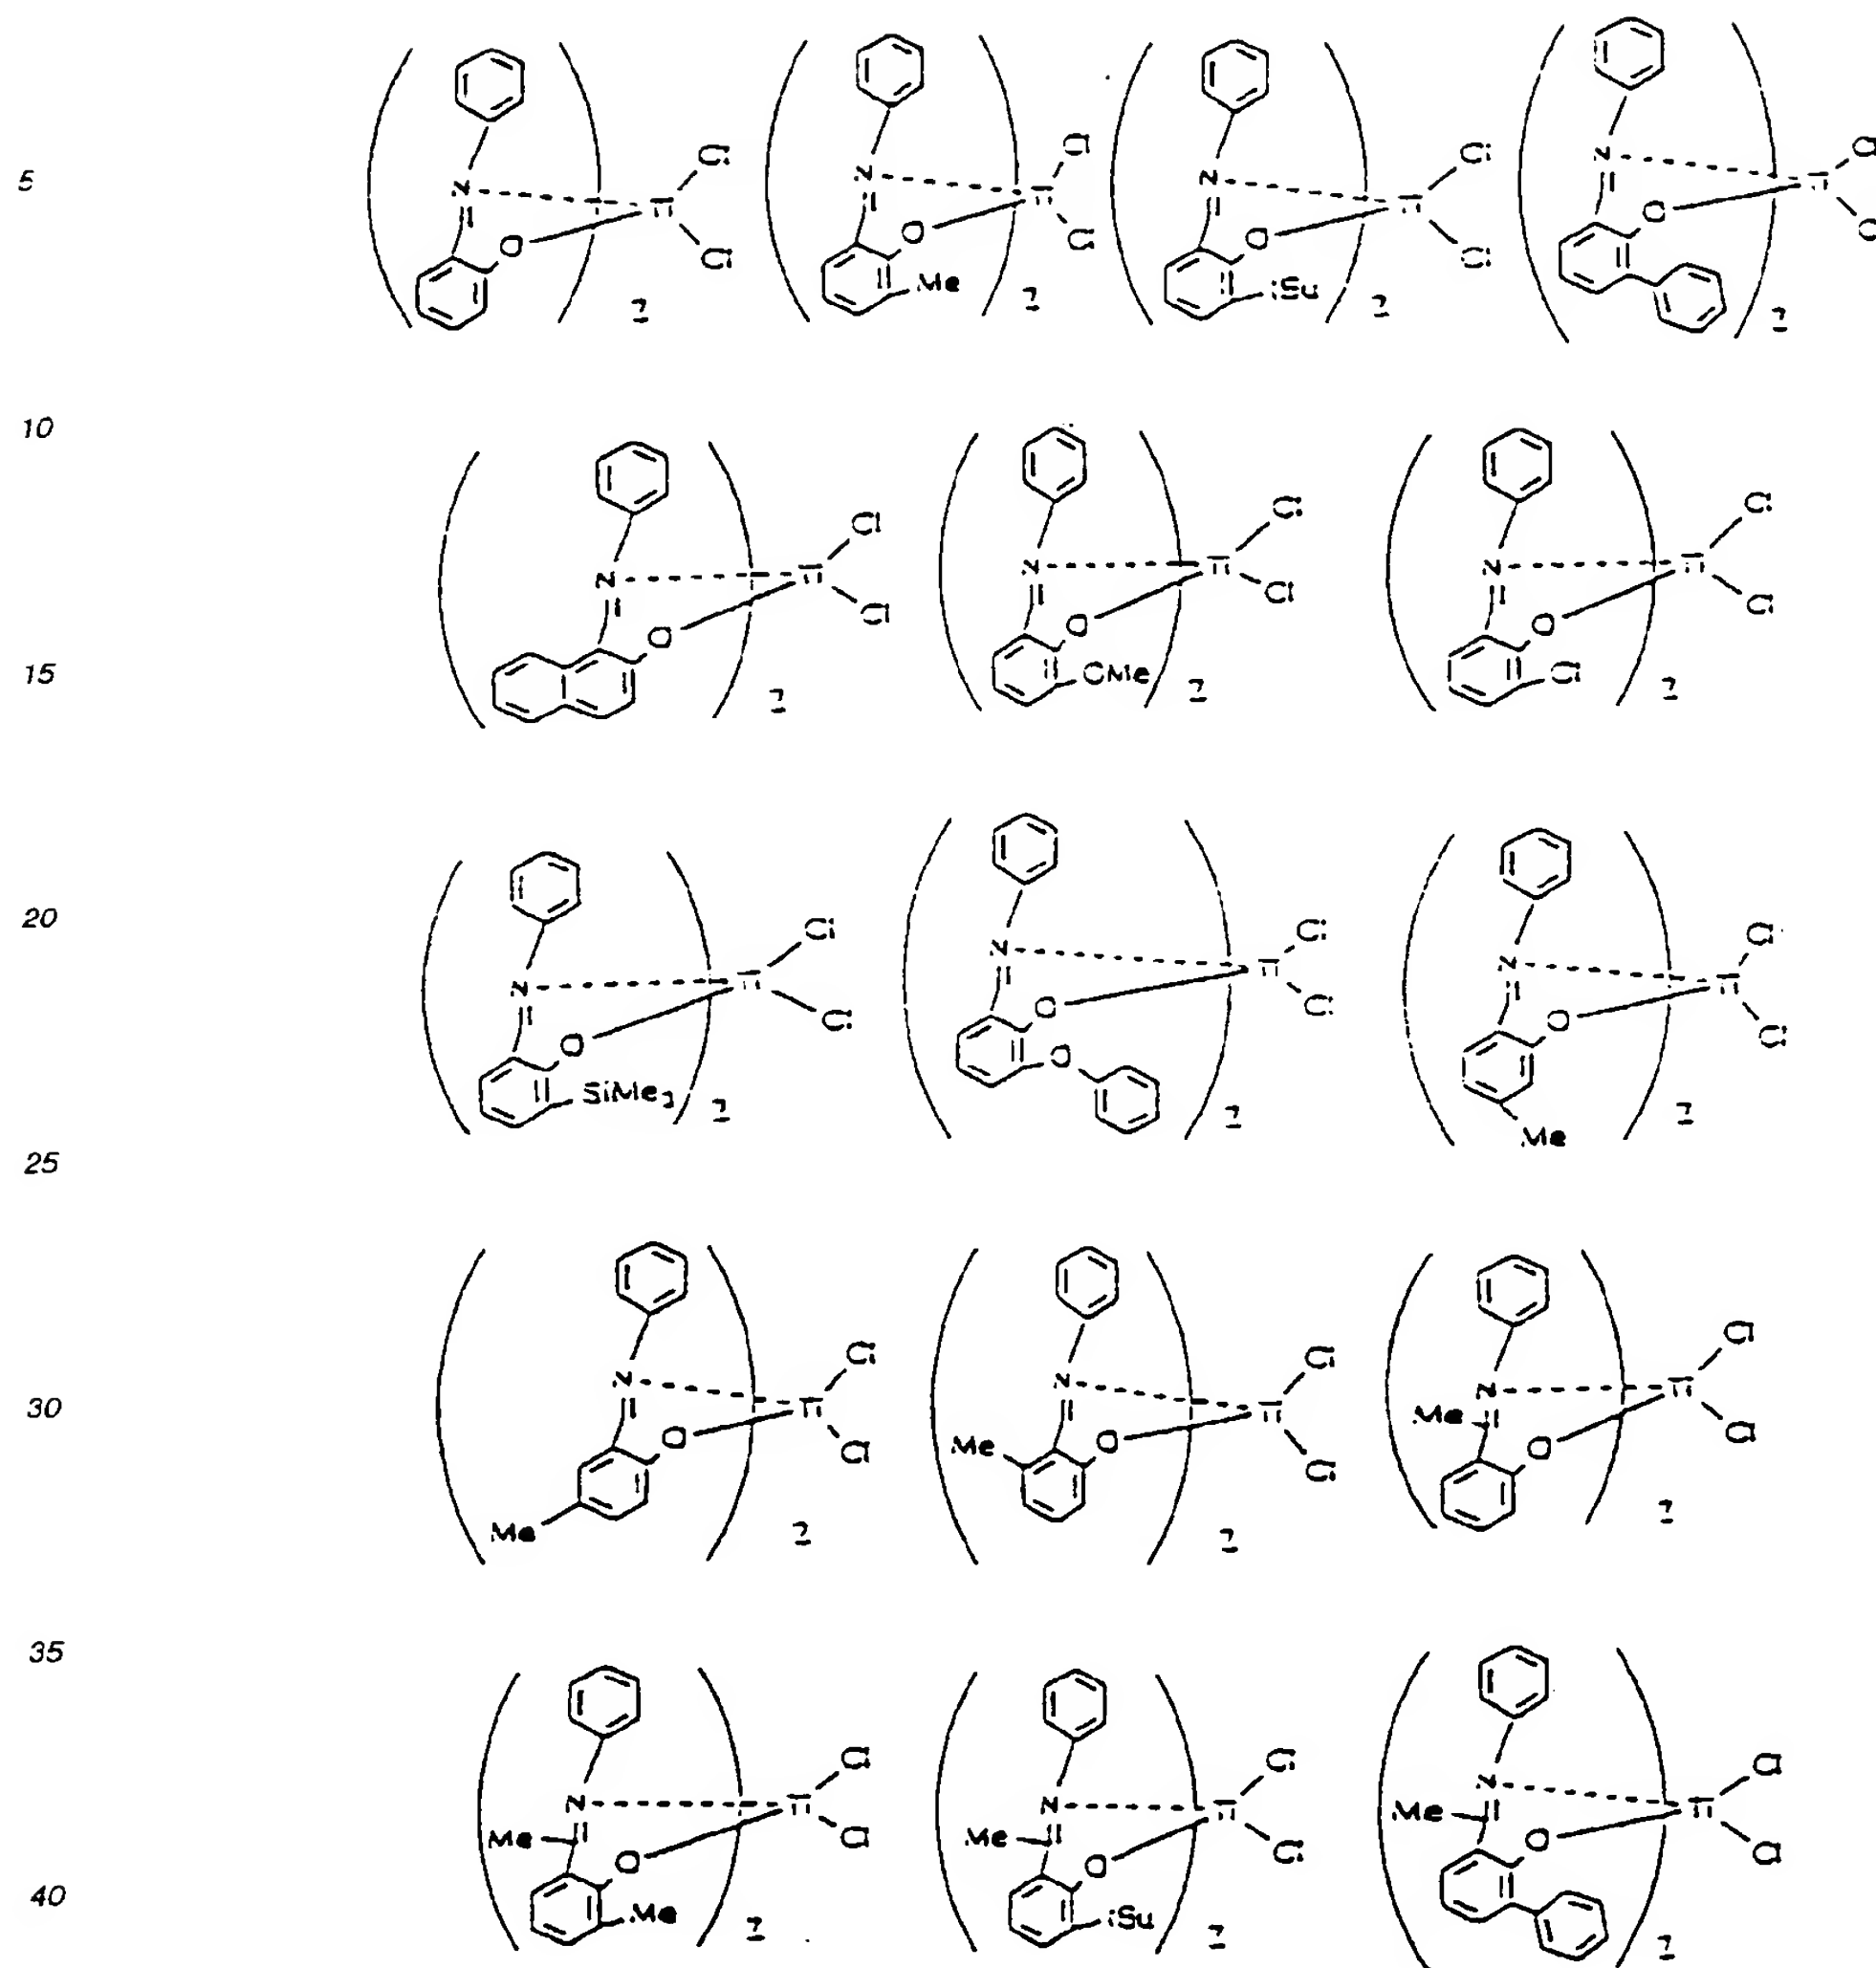 Cl Cl Cl Cl
5 N Ti N Ti N Ti N Ti
O Cl O Cl O Cl O Cl
Me iBu
2 2 2 2
10
Cl Cl Cl
N Ti N Ti N Ti
O Cl O Cl O Cl
15 OMe Cl
2 2 2
20 Cl Cl Cl
N Ti N Ti N Ti
O Cl O Cl O Cl
SiMe3 O
2 2 2
Me
25
Cl Cl Cl
N Ti N Ti N Ti
30 Me
O Cl Me O Cl O Cl
Me 2 2 2
35
Cl Cl Cl
N Ti N Ti N Ti
Me O Cl Me O Cl Me O Cl
40 Me iBu
2 2 2